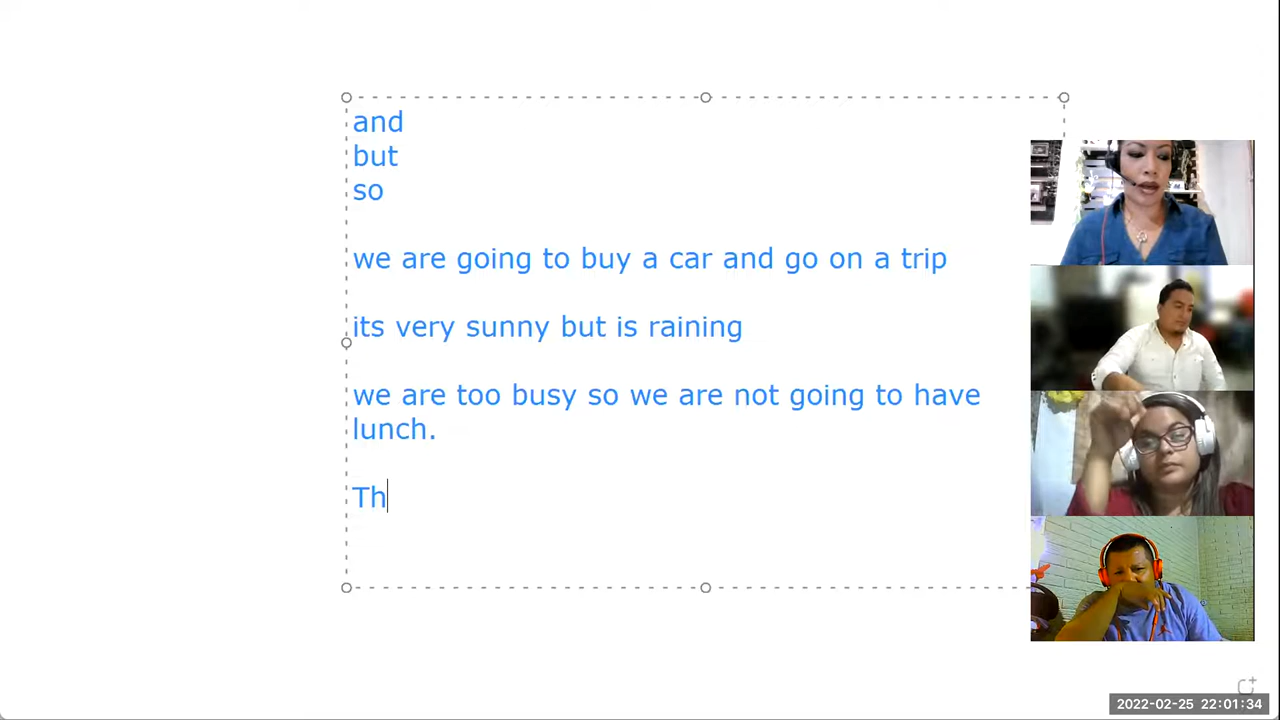 and
but
so
we are going to buy a car and go on a trip
its very sunny but is raining
we are too busy so we are not going to have
lunch.
Th
2022-02-25 22:01:34